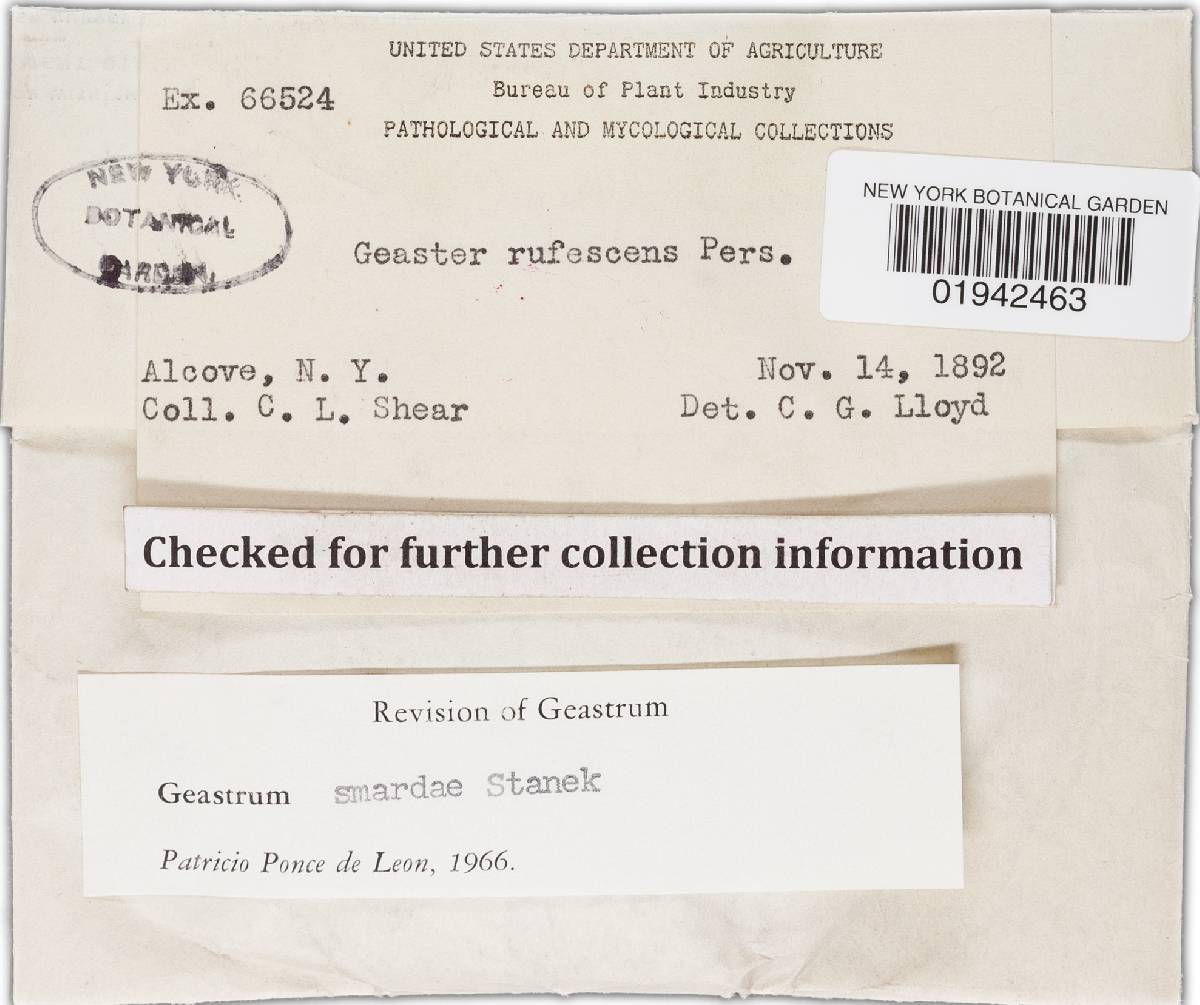 UNITED STATES DEPARTMENT OF AGRICULTURE
Ex. 66524
Bureau of Plant Industry
PATHOLOGICAL AND MYCOLOGICAL COLLECTIONS
NEW YORK
BOTANICAL
GARDEN
NEW YORK BOTANICAL GARDEN
01942463
Geaster rufescens Pers.
Alcove, N. Y.
Nov. 14, 1892
Coll. C. L. Shear
Det. C. G. Lloyd
Checked for further collection information
Revision of Geastrum
Geastrum smardae Stanek
Patricio Ponce de Leon, 1966.